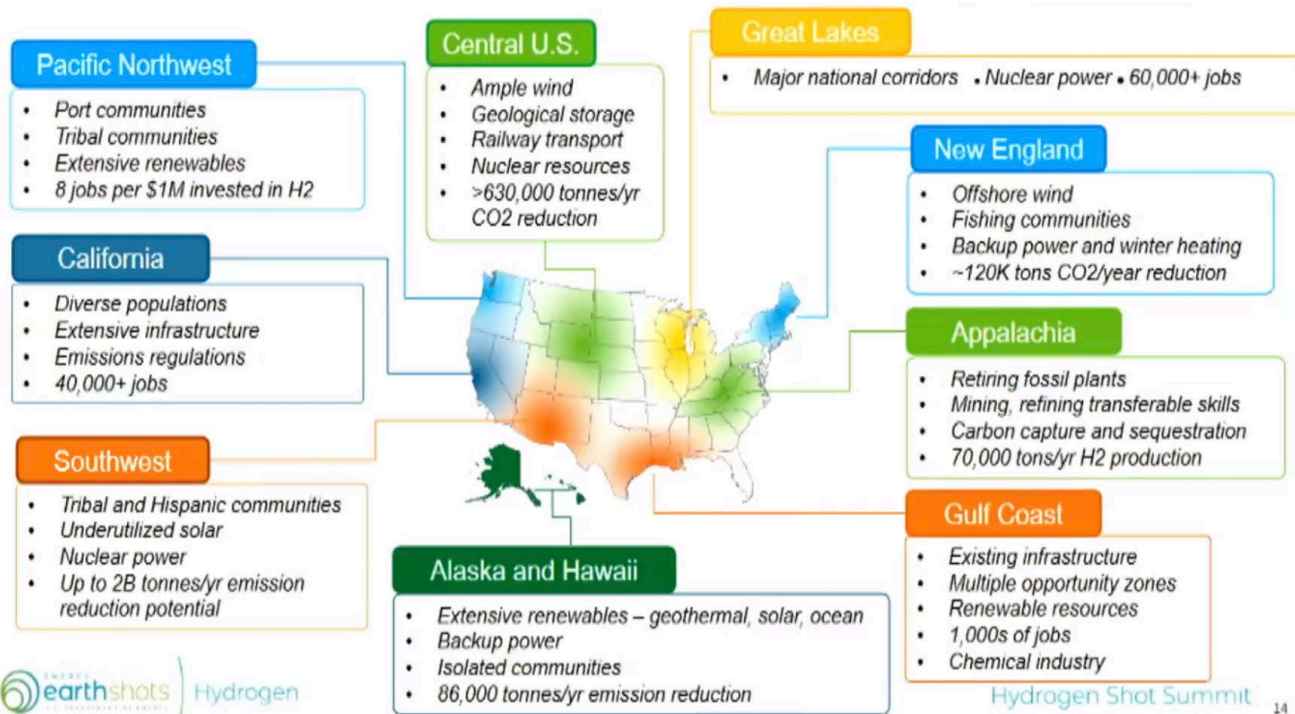 Pacific Northwest
• Port communities
• Tribal communities
• Extensive renewables
• 8 jobs per $1M invested in H2
Central U.S.
• Ample wind
• Geological storage
• Railway transport
• Nuclear resources
• >630,000 tonnes/yr
CO2 reduction
Great Lakes
• Major national corridors • Nuclear power • 60,000+ jobs
New England
• Offshore wind
• Fishing communities
• Backup power and winter heating
• ~120K tons CO2/year reduction
California
• Diverse populations
• Extensive infrastructure
• Emissions regulations
• 40,000+ jobs
Appalachia
• Retiring fossil plants
• Mining, refining transferable skills
• Carbon capture and sequestration
• 70,000 tons/yr H2 production
Southwest
• Tribal and Hispanic communities
• Underutilized solar
• Nuclear power
• Up to 2B tonnes/yr emission
reduction potential
Alaska and Hawaii
• Extensive renewables – geothermal, solar, ocean
• Backup power
• Isolated communities
• 86,000 tonnes/yr emission reduction
Gulf Coast
• Existing infrastructure
• Multiple opportunity zones
• Renewable resources
• 1,000s of jobs
• Chemical industry
ENERGY
earthshots
Hydrogen
Hydrogen Shot Summit
14